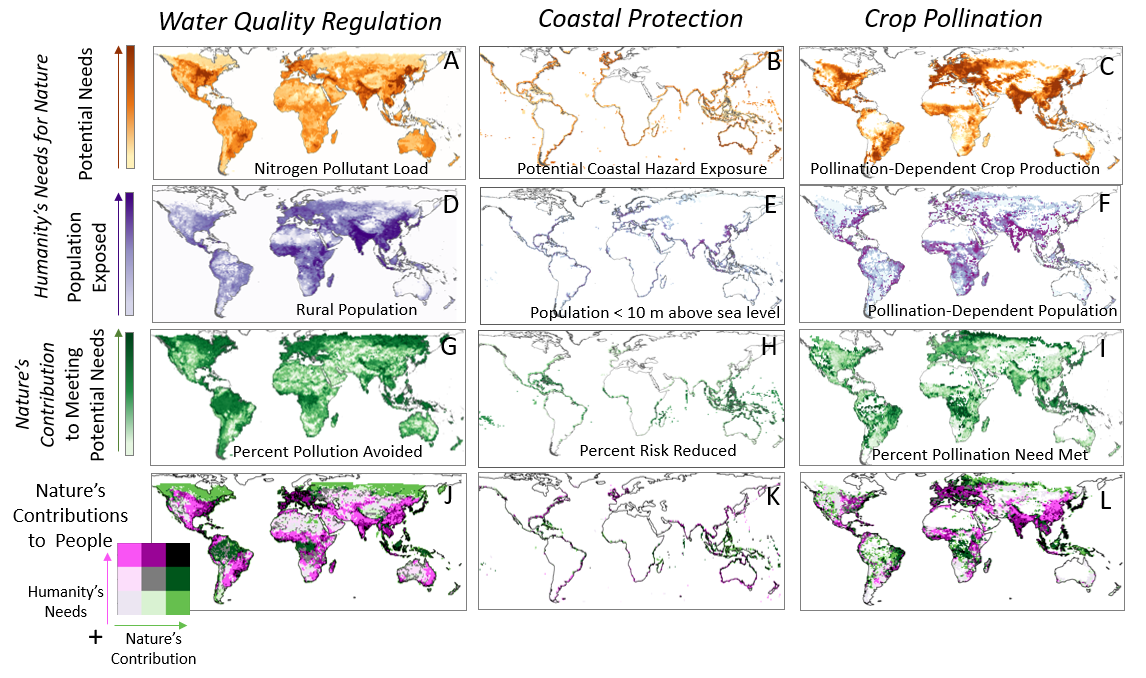 Water Quality Regulation
Coastal Protection
Crop Pollination
Humanity's Needs for Nature
Potential Needs
A
Nitrogen Pollutant Load
B
Potential Coastal Hazard Exposure
C
Pollination-Dependent Crop Production
Population
Exposed
D
Rural Population
E
Population < 10 m above sea level
F
Pollination-Dependent Population
Nature's
Contribution
to Meeting
Potential Needs
G
Percent Pollution Avoided
H
Percent Risk Reduced
I
Percent Pollination Need Met
Nature's
Contributions
to People
J
K
L
Humanity's
Needs
+
Nature's
Contribution